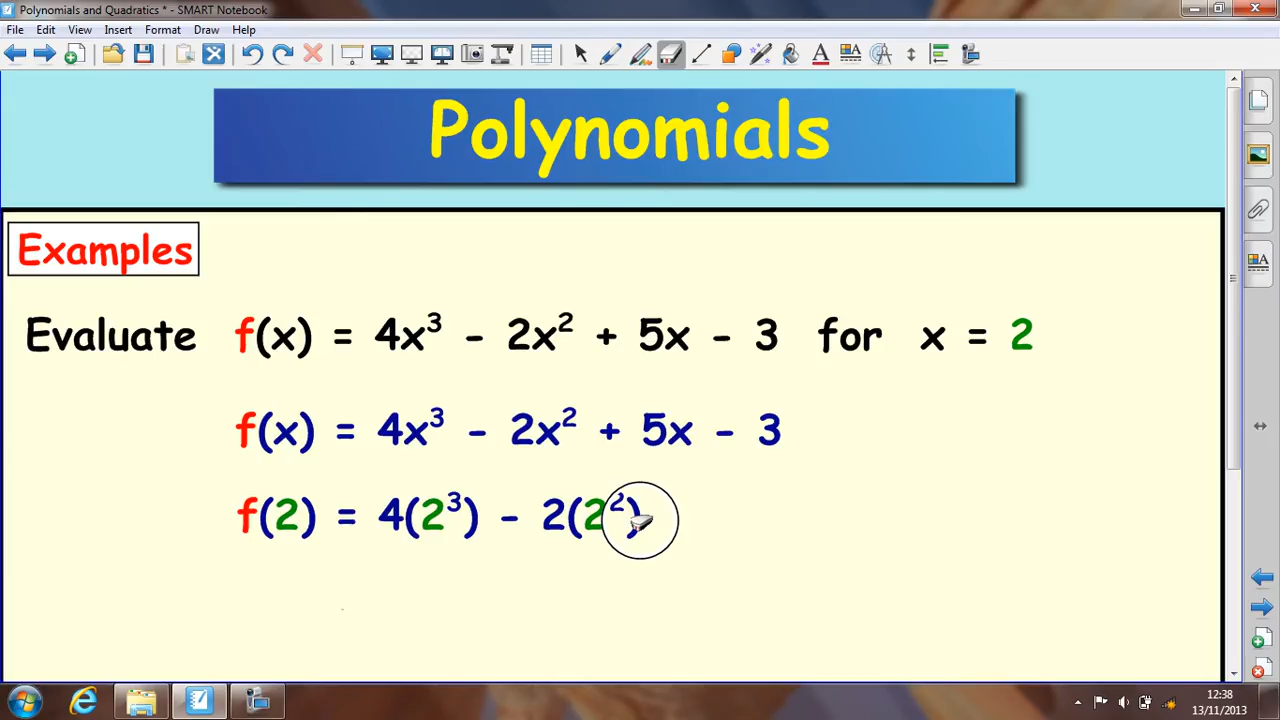 Polynomials and Quadratics * - SMART Notebook
File Edit View Insert Format Draw Help
Polynomials
Examples
Evaluate f(x) = 4x³ - 2x² + 5x - 3 for x = 2
f(x) = 4x³ - 2x² + 5x - 3
f(2) = 4(2³) - 2(2²)
12:38
13/11/2013